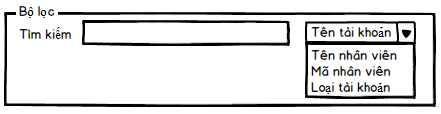 Bộ lọc
Tìm kiếm
Tên tài khoản
Tên nhân viên
Mã nhân viên
Loại tài khoản